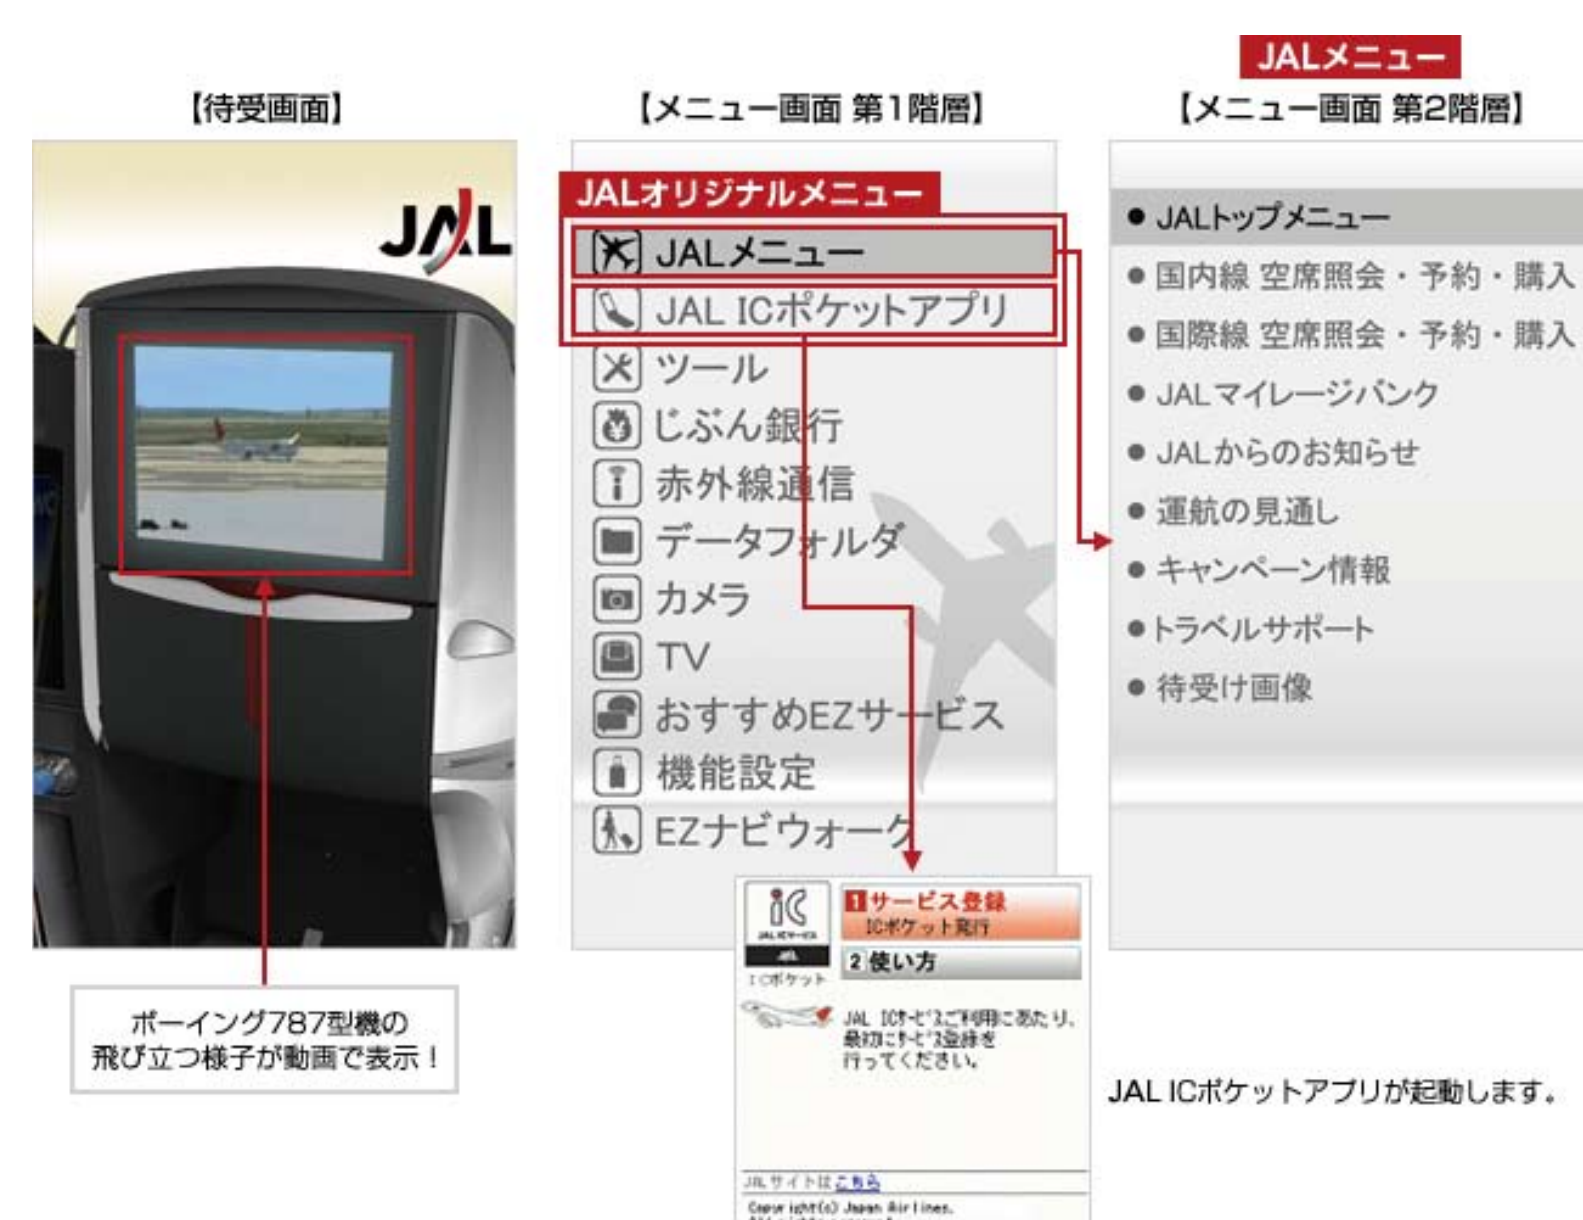 JALメニュー
【待受画面】
【メニュー画面 第1階層】
【メニュー画面 第2階層】
JAL
JALオリジナルメニュー
JALメニュー
JAL ICポケットアプリ
ツール
じぶん銀行
赤外線通信
データフォルダ
カメラ
TV
おすすめEZサービス
機能設定
EZナビウォーク
● JALトップメニュー
● 国内線 空席照会・予約・購入
● 国際線 空席照会・予約・購入
● JALマイレージバンク
● JALからのお知らせ
● 運航の見通し
● キャンペーン情報
● トラベルサポート
● 待受け画像
ボーイング787型機の
飛び立つ様子が動画で表示！
iC
JAL ICサービス
JAL
ICポケット
1 サービス登録
ICポケット発行
2 使い方
JAL ICｻｰﾋﾞｽご利用にあたり、
最初にｻｰﾋﾞｽ登録を
行ってください。
JALサイトはこちら
Copyright(c) Japan Airlines.
JAL ICポケットアプリが起動します。